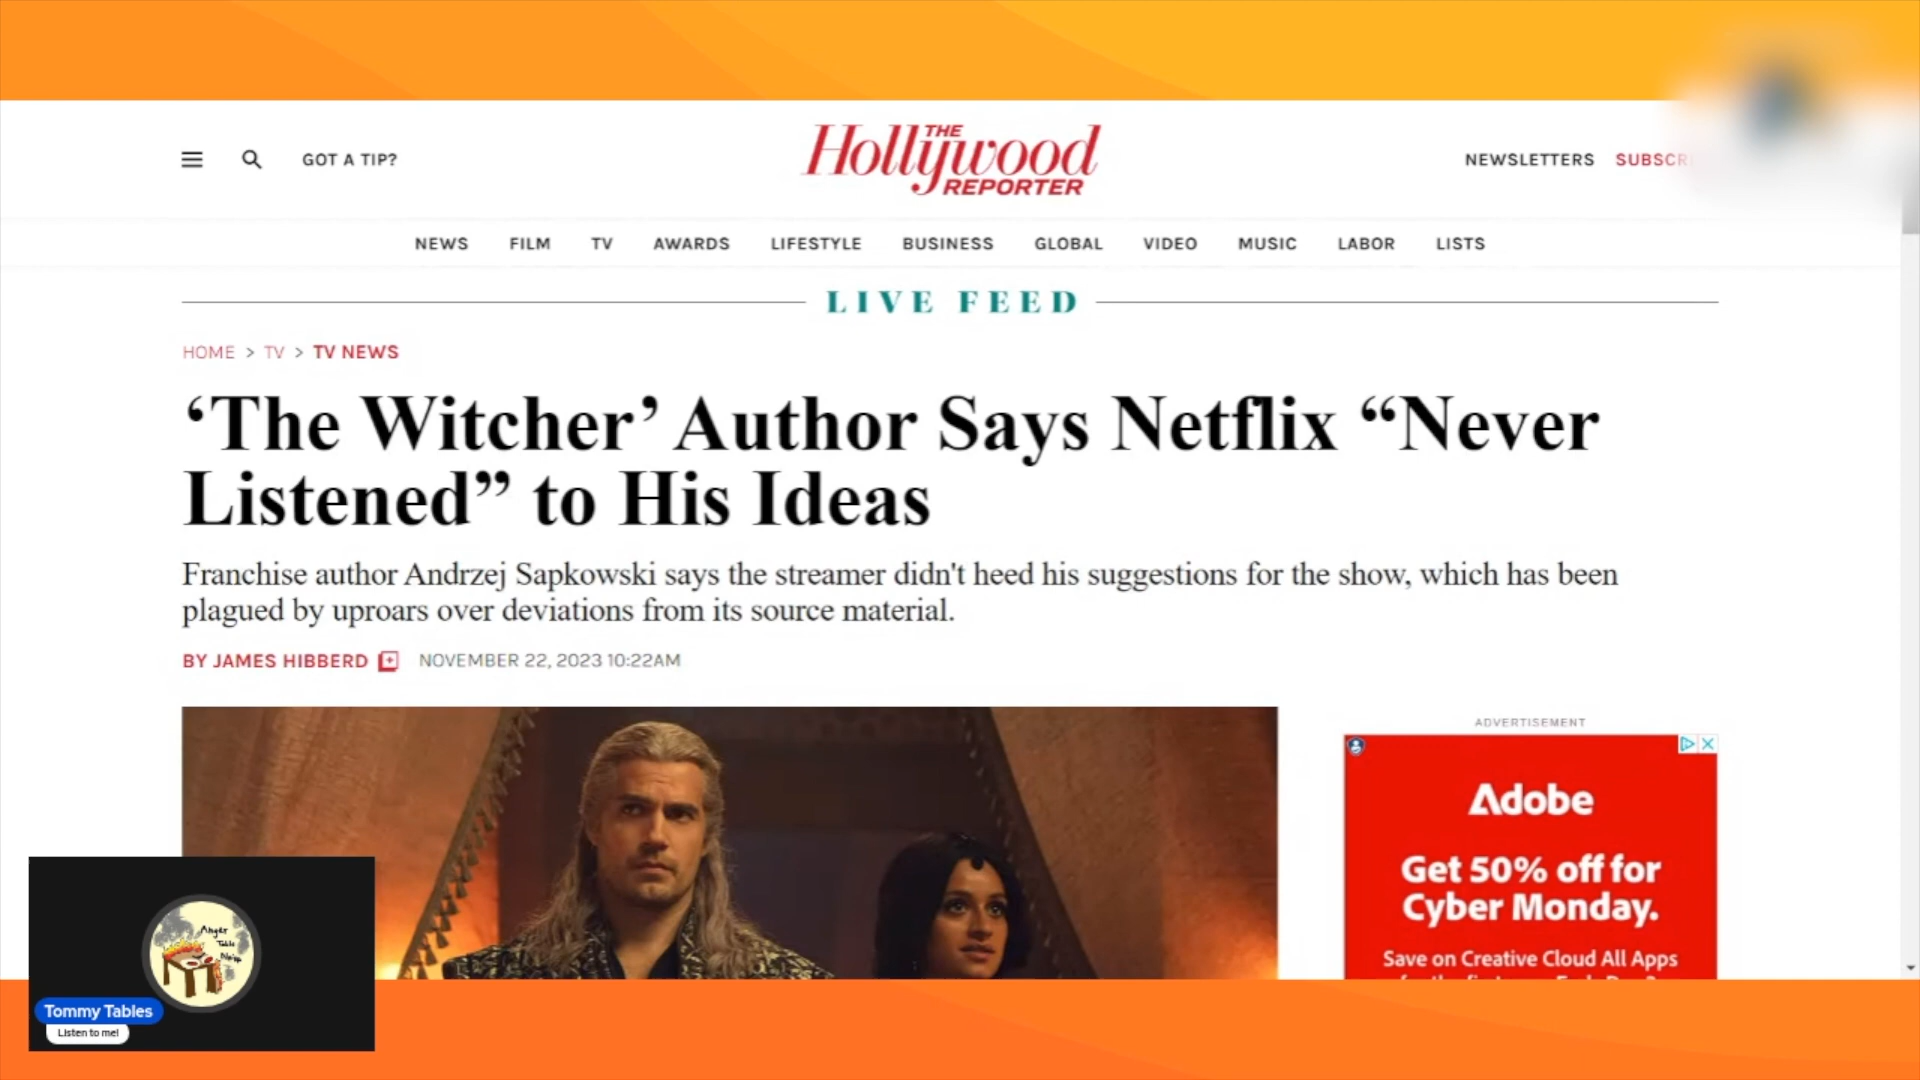 GOT A TIP?
THE
Hollywood
REPORTER
NEWSLETTERS
NEWS FILM TV AWARDS LIFESTYLE BUSINESS GLOBAL VIDEO MUSIC LABOR LISTS
LIVE FEED
HOME > TV > TV NEWS
‘The Witcher’ Author Says Netflix “Never
Listened” to His Ideas
Franchise author Andrzej Sapkowski says the streamer didn't heed his suggestions for the show, which has been
plagued by uproars over deviations from its source material.
BY JAMES HIBBERD NOVEMBER 22, 2023 10:22AM
ADVERTISEMENT
Adobe
Get 50% off for
Cyber Monday.
Save on Creative Cloud All Apps
Anger
Table
Tommy Tables
Listen to me!